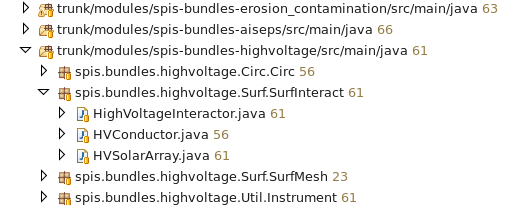 trunk/modules/spis-bundles-erosion_contamination/src/main/java 63
trunk/modules/spis-bundles-aiseps/src/main/java 66
trunk/modules/spis-bundles-highvoltage/src/main/java 61
spis.bundles.highvoltage.Circ.Circ 56
spis.bundles.highvoltage.Surf.SurfInteract 61
HighVoltageInteractor.java 61
HVConductor.java 56
HVSolarArray.java 61
spis.bundles.highvoltage.Surf.SurfMesh 23
spis.bundles.highvoltage.Util.Instrument 61